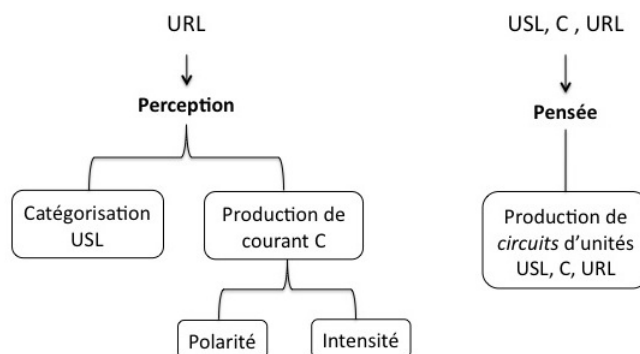 URL
Perception
Catégorisation
USL
Production de
courant C
Polarité
Intensité
USL, C , URL
Pensée
Production de
circuits d'unités
USL, C, URL